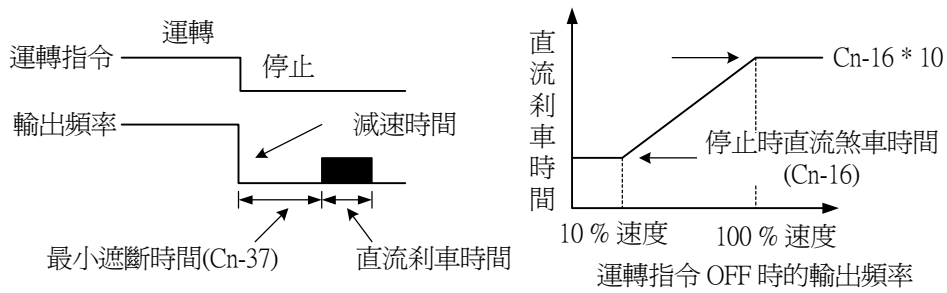 運轉
運轉指令
停止
輸出頻率
減速時間
最小遮斷時間(Cn-37)
直流刹車時間
直流刹車時間
Cn-16 * 10
停止時直流煞車時間
(Cn-16)
10 % 速度
100 % 速度
運轉指令 OFF 時的輸出頻率